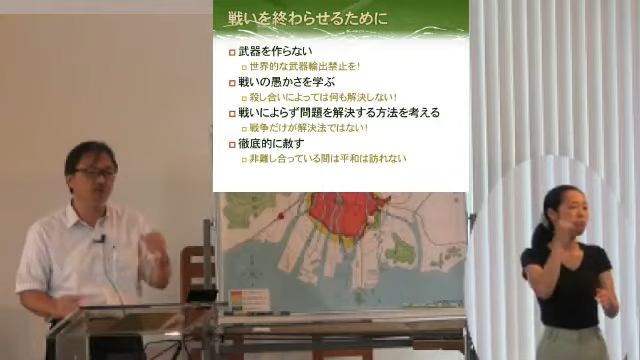 戦いを終わらせるために
武器を作らない
世界的な武器輸出禁止を!
戦いの愚かさを学ぶ
殺し合いによっては何も解決しない!
戦いによらず問題を解決する方法を考える
戦争だけが解決法ではない!
徹底的に赦す
非難し合っている間は平和は訪れない